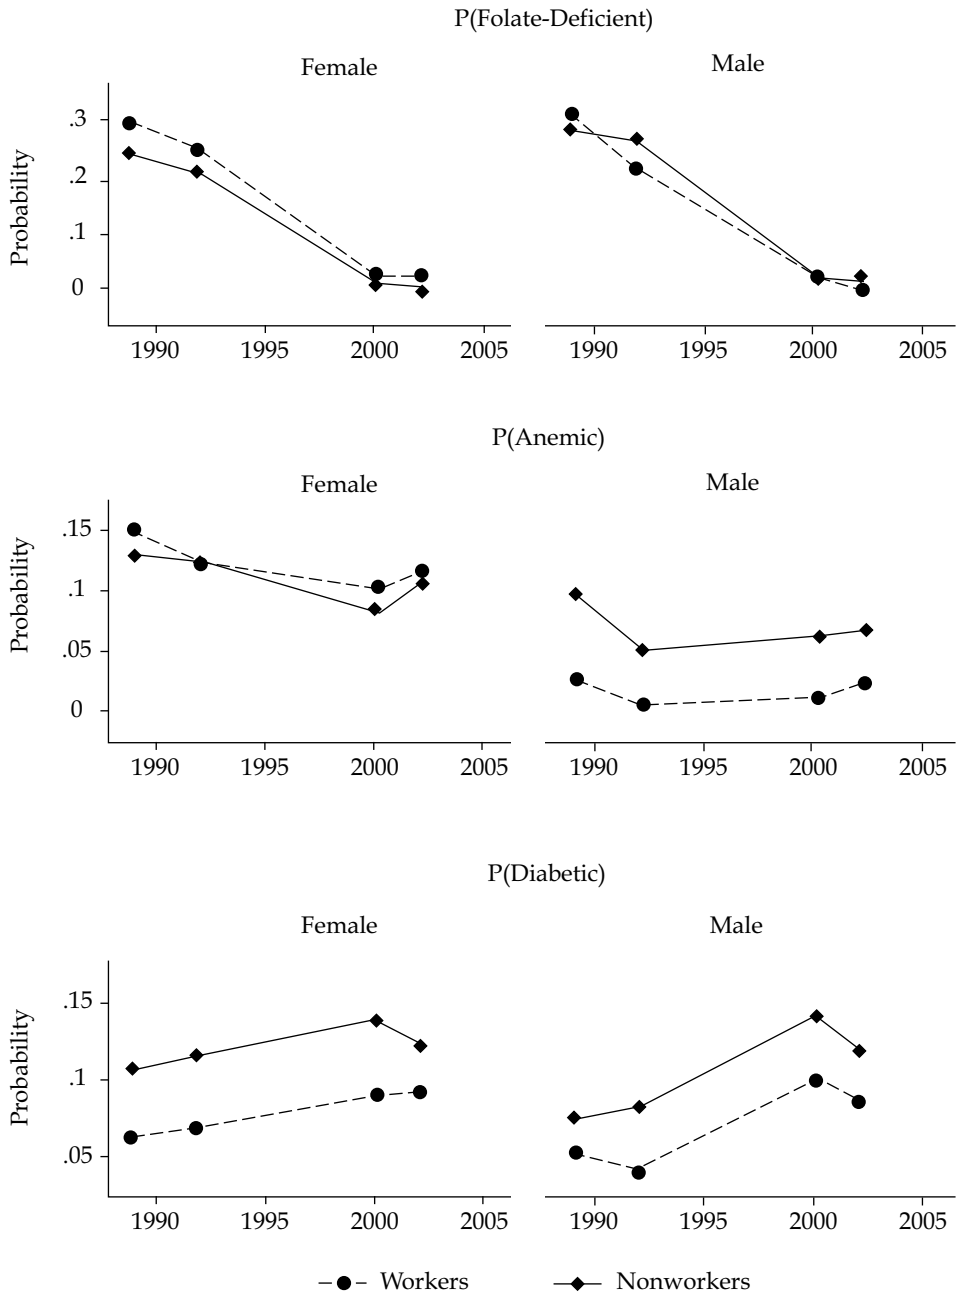 P(Folate-Deficient)
Female Male
Probability
.3
.2
.1
0
1990 1995 2000 2005 1990 1995 2000 2005
P(Anemic)
Female Male
Probability
.15
.1
.05
0
1990 1995 2000 2005 1990 1995 2000 2005
P(Diabetic)
Female Male
Probability
.15
.1
.05
1990 1995 2000 2005 1990 1995 2000 2005
Workers Nonworkers